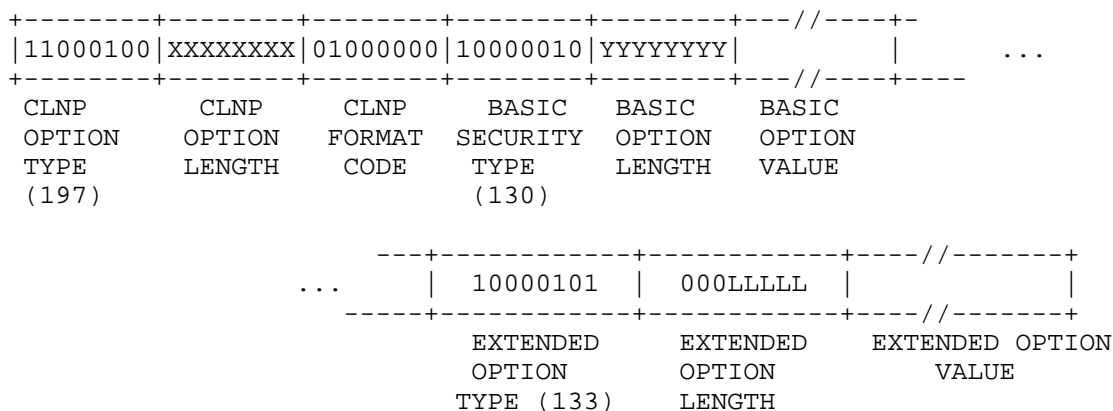 +--------+--------+--------+--------+--------+---//----+-
|11000100|XXXXXXXX|01000000|10000010|YYYYYYYY|         |      ...
+--------+--------+--------+--------+--------+---//----+----
CLNP CLNP CLNP BASIC BASIC BASIC
OPTION OPTION FORMAT SECURITY OPTION OPTION
TYPE LENGTH CODE TYPE LENGTH VALUE
(197) (130)
---+------------+------------+----//-------+
... | 10000101 | 000LLLLL | |
-----+------------+------------+----//-------+
EXTENDED EXTENDED EXTENDED OPTION
OPTION OPTION VALUE
TYPE (133) LENGTH